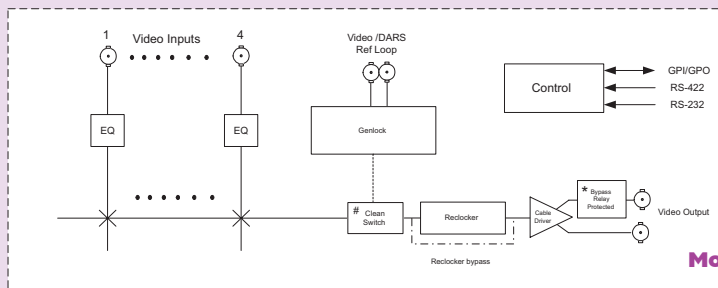 1 Video Inputs 4
Video /DARS
Ref Loop
GPI/GPO
Control
RS-422
RS-232
EQ
EQ
Genlock
# Clean
Switch
Reclocker
Cable
Driver
* Bypass
Relay
Protected
Video Output
Reclocker bypass
Mo